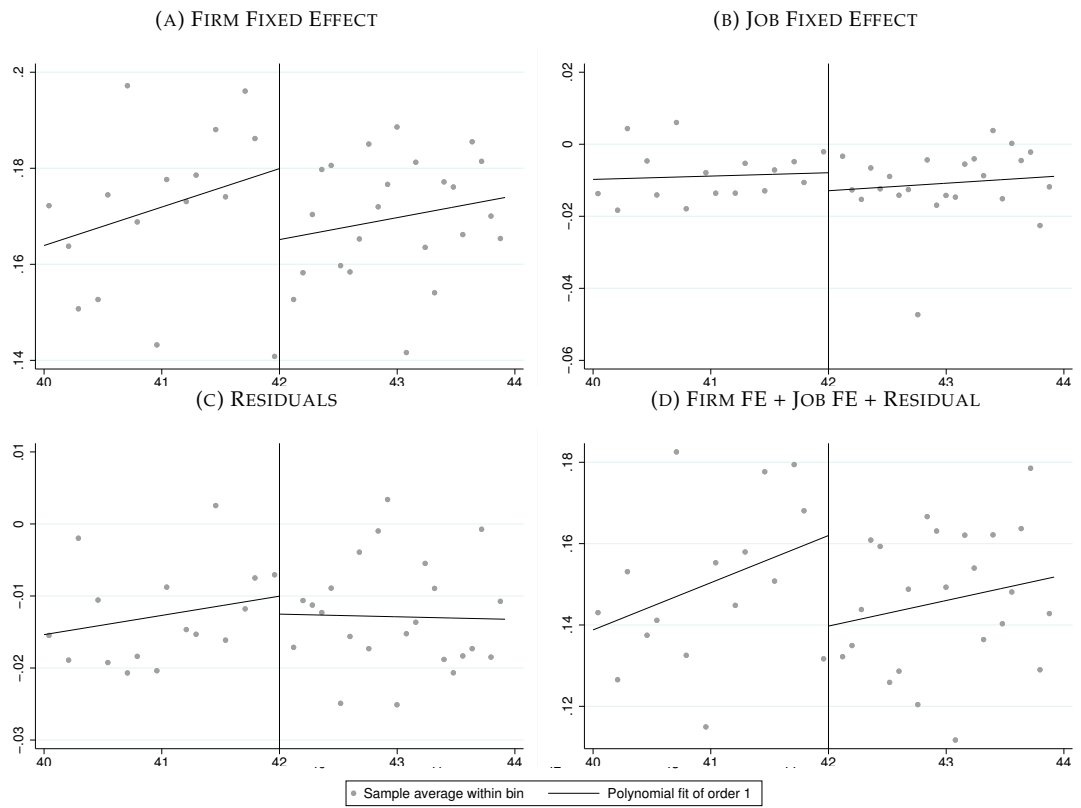 (A) FIRM FIXED EFFECT
.2
.18
.16
.14
40 41 42 43 44
(B) JOB FIXED EFFECT
.02
0
-.02
-.04
-.06
40 41 42 43 44
(C) RESIDUALS
.01
0
-.01
-.02
-.03
40 41 42 43 44
(D) FIRM FE + JOB FE + RESIDUAL
.18
.16
.14
.12
40 41 42 43 44
Sample average within bin Polynomial fit of order 1